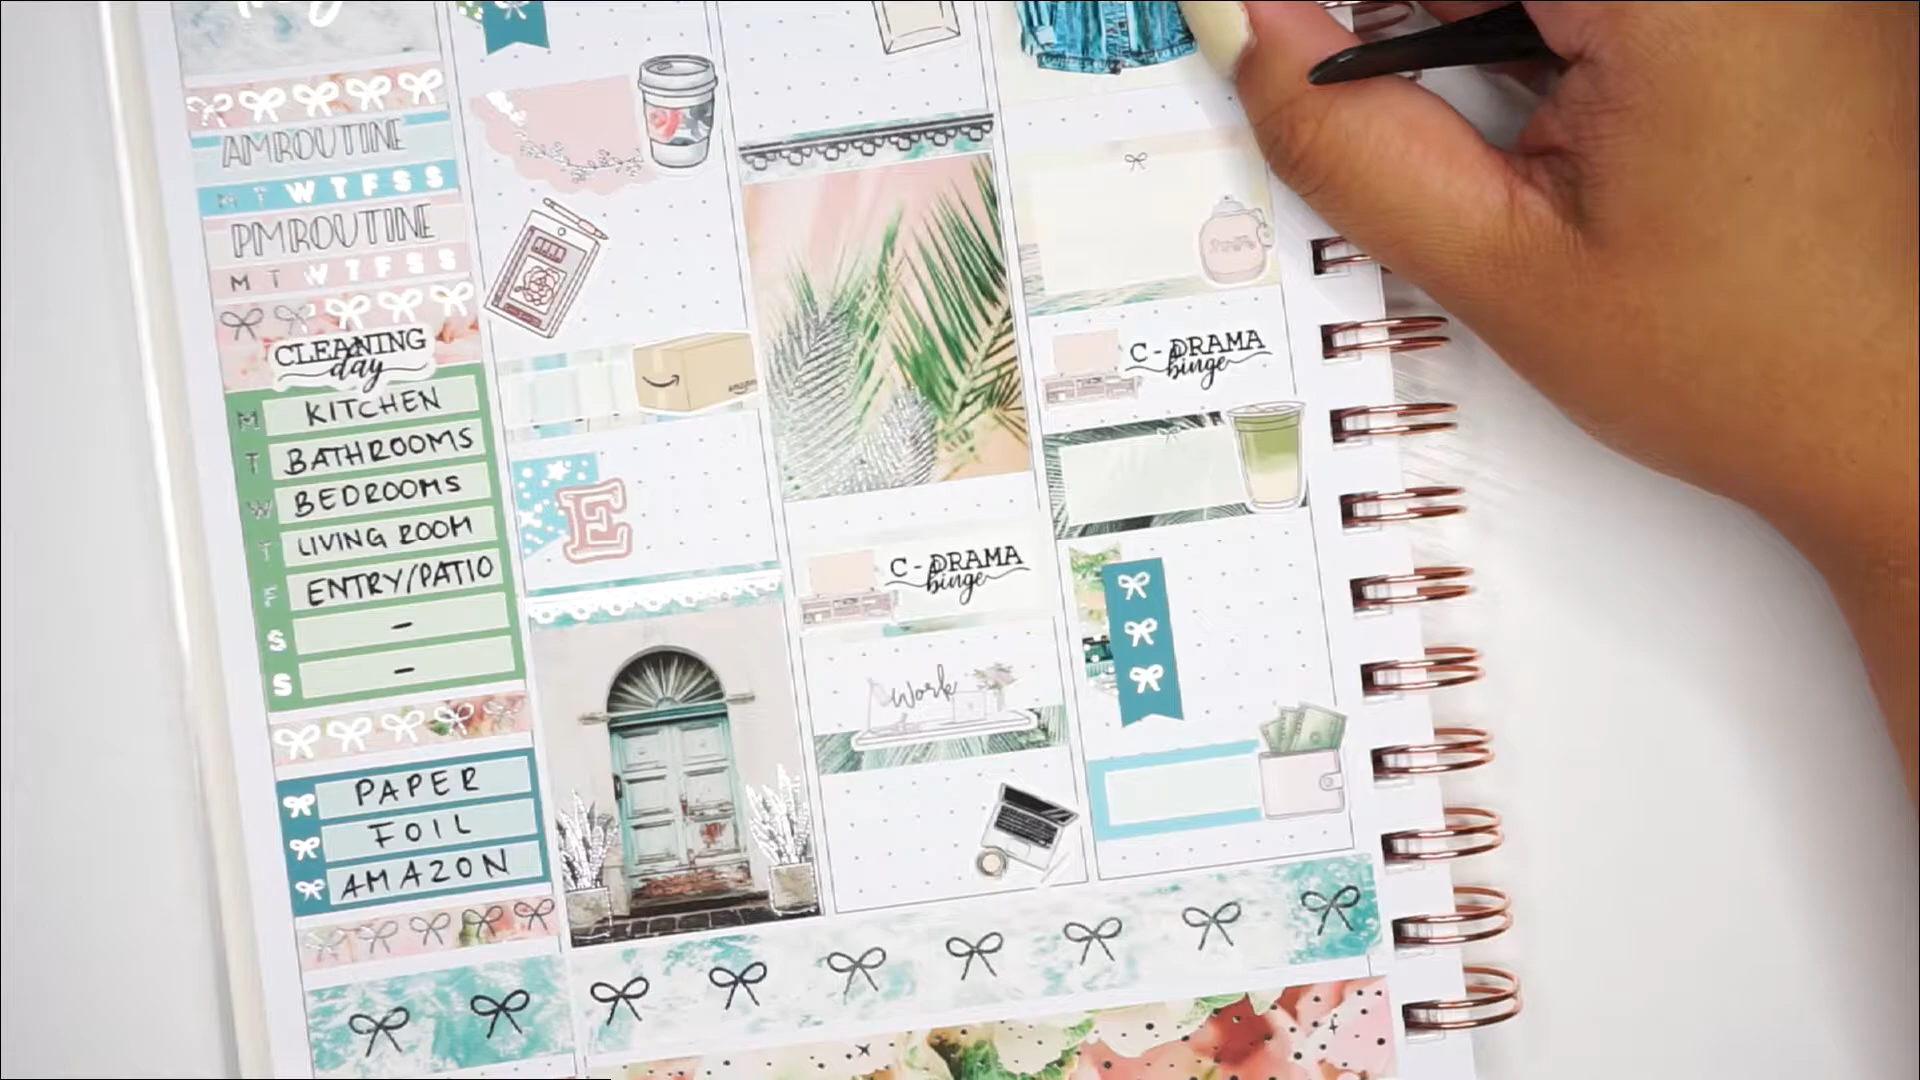 AM ROUTINE
M T W T F S S
PM ROUTINE
M T W T F S S
CLEANING
day
M KITCHEN
T BATHROOMS
W BEDROOMS
T LIVING ROOM
F ENTRY/PATIO
S -
S -
PAPER
FOIL
AMAZON
amazon
E
C-DRAMA
binge
Work
C-DRAMA
binge